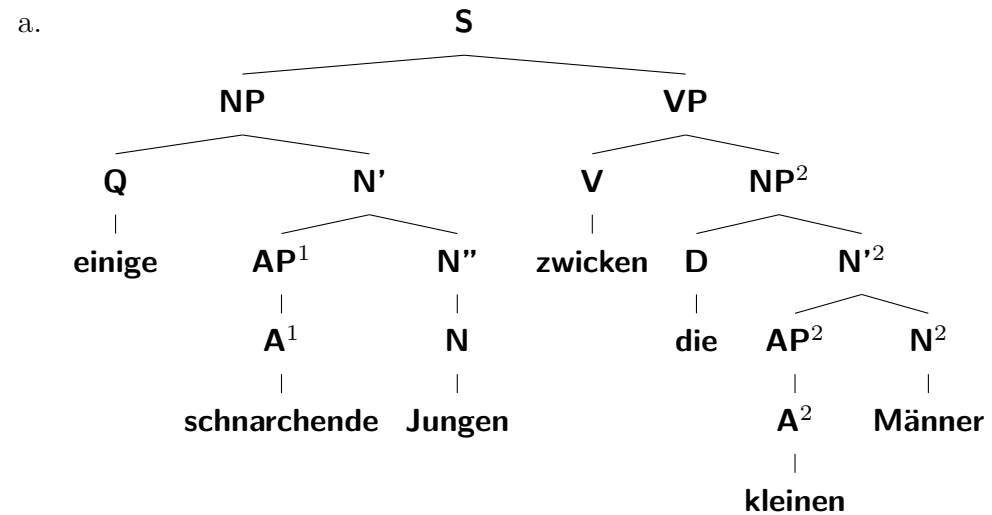 a. S
NP VP
Q N' V NP²
einige AP¹ N” zwicken D N'²
A¹ N die AP² N²
schnarchende Jungen A² Männer
kleinen